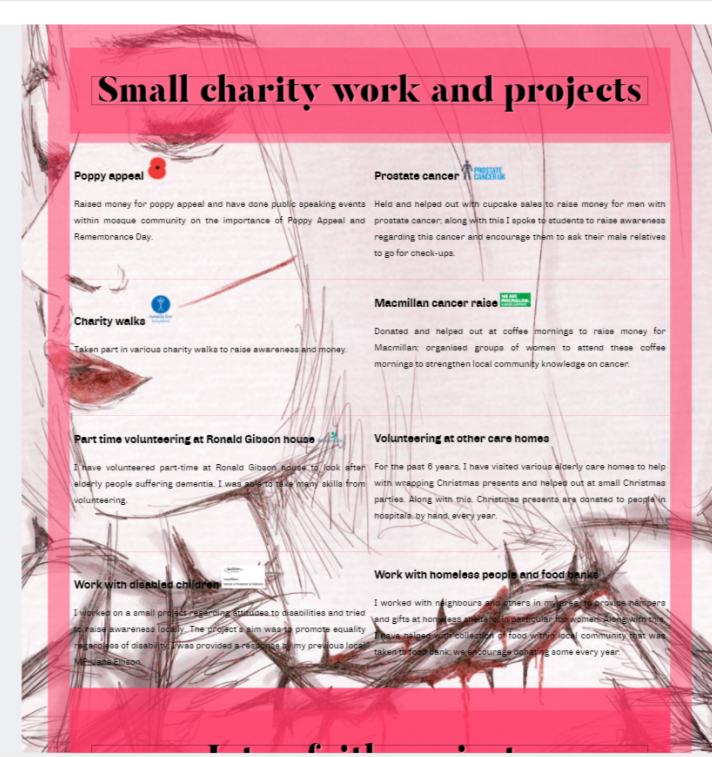 Small charity work and projects
Poppy appeal
Raised money for poppy appeal and have done public speaking events
within mosque community on the importance of Poppy Appeal and
Remembrance Day.
Prostate cancer
PROSTATE
CANCER UK
Held and helped out with cupcake sales to raise money for men with
prostate cancer; along with this I spoke to students to raise awareness
regarding this cancer and encourage them to ask their male relatives
to go for check-ups.
Charity walks
Taken part in various charity walks to raise awareness and money.
Macmillan cancer raise
WE ARE
MACMILLAN.
CANCER SUPPORT
Donated and helped out at coffee mornings to raise money for
Macmillan; organised groups of women to attend these coffee
mornings to strengthen local community knowledge on cancer.
Part time volunteering at Ronald Gibson house
I have volunteered part-time at Ronald Gibson house to look after
elderly people suffering dementia. I was able to take many skills from
volunteering.
Volunteering at other care homes
For the past 6 years, I have visited various elderly care homes to help
with wrapping Christmas presents and helped out at small Christmas
parties. Along with this, Christmas presents are donated to people in
hospitals, by hand, every year.
Work with disabled children
I worked on a small project regarding attitudes to disabilities and tried
to raise awareness locally. The project's aim was to promote equality
regardless of disability. I was provided a response by my previous local
MP, Jane Ellison.
Work with homeless people and food banks
I worked with neighbours and others in my area, to provide hampers
and gifts at homeless shelters, in particular for women. Along with this,
I have helped with collection of food within local community that was
taken to food bank; we encourage donating some every year.